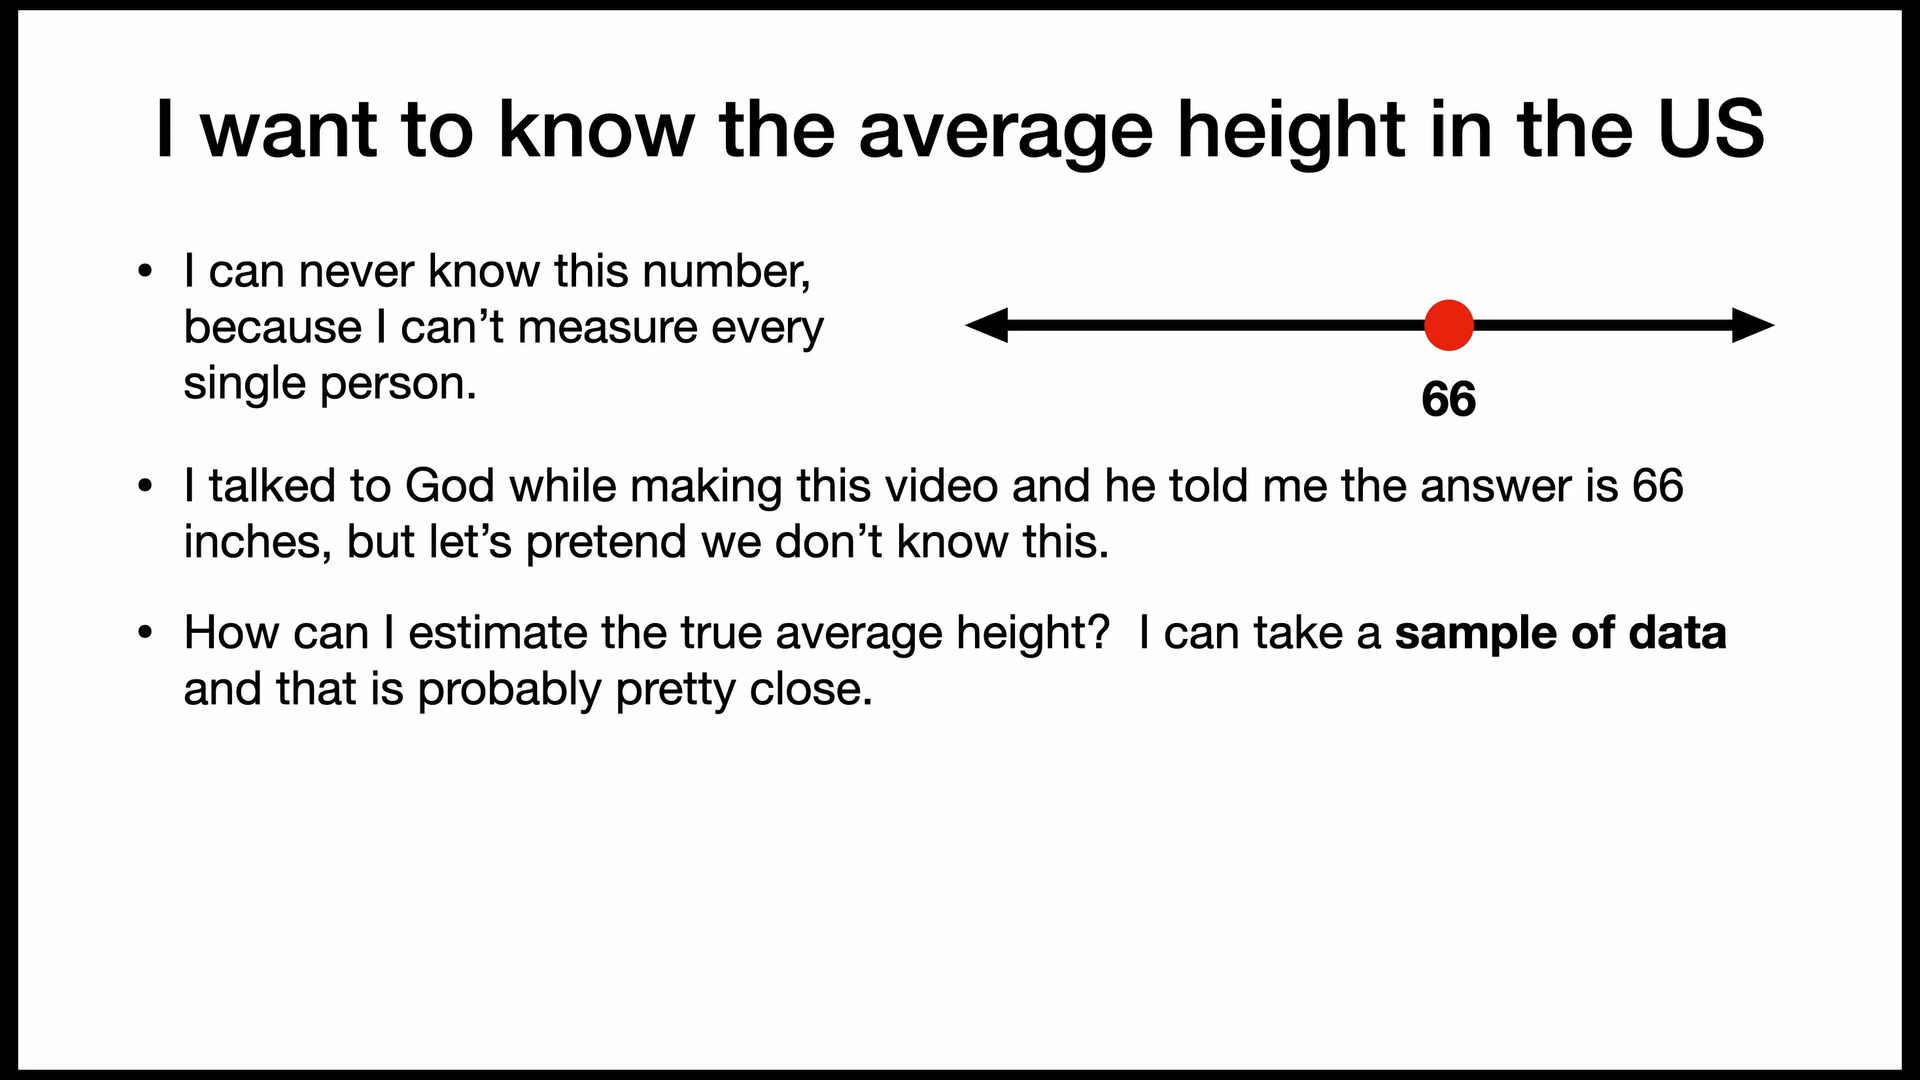 I want to know the average height in the US
• I can never know this number,
because I can’t measure every
single person.
66
• I talked to God while making this video and he told me the answer is 66
inches, but let’s pretend we don’t know this.
• How can I estimate the true average height?  I can take a sample of data
and that is probably pretty close.